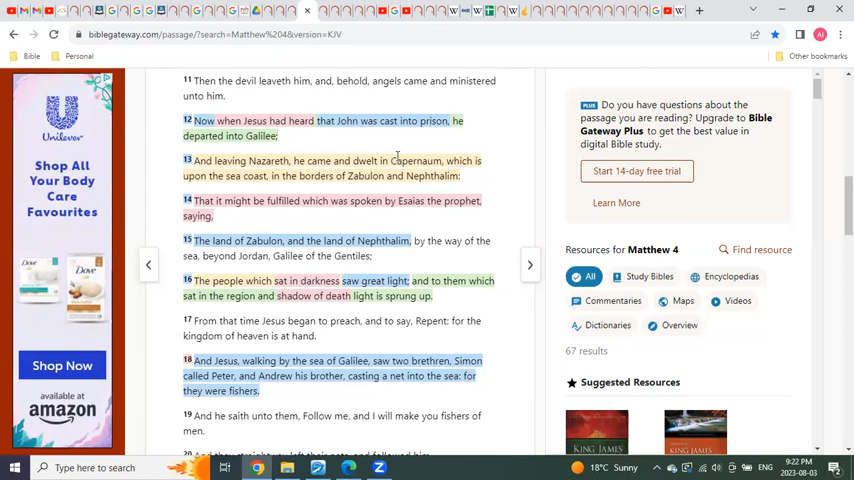 biblegateway.com/passage/?search=Matthew%204&version=KJV
Bible
Personal
Other bookmarks
11 Then the devil leaveth him, and, behold, angels came and ministered
unto him.
12 Now when Jesus had heard that John was cast into prison, he
departed into Galilee;
13 And leaving Nazareth, he came and dwelt in Capernaum, which is
upon the sea coast, in the borders of Zabulon and Nephthalim:
14 That it might be fulfilled which was spoken by Esaias the prophet,
saying,
15 The land of Zabulon, and the land of Nephthalim, by the way of the
sea, beyond Jordan, Galilee of the Gentiles;
16 The people which sat in darkness saw great light; and to them which
sat in the region and shadow of death light is sprung up.
17 From that time Jesus began to preach, and to say, Repent: for the
kingdom of heaven is at hand.
18 And Jesus, walking by the sea of Galilee, saw two brethren, Simon
called Peter, and Andrew his brother, casting a net into the sea: for
they were fishers.
19 And he saith unto them, Follow me, and I will make you fishers of
men.
Unilever
Shop All
Your Body
Care
Favourites
Dove
Dove
Shop Now
available at
amazon
PLUS Do you have questions about the
passage you are reading? Upgrade to Bible
Gateway Plus to get the best value in
digital Bible study.
Start 14-day free trial
Learn More
Resources for Matthew 4
Find resource
All
Study Bibles
Encyclopedias
Commentaries
Maps
Videos
Dictionaries
Overview
67 results
Suggested Resources
KING JAMES
KING JAMES
Type here to search
18°C Sunny
ENG
9:22 PM
2023-08-03